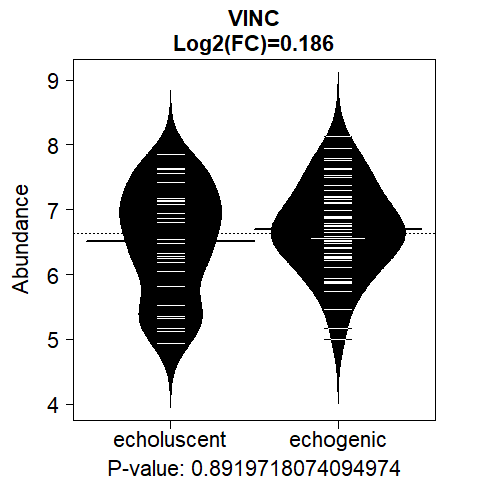 VINC
Log2(FC)=0.186
9
8
7
6
5
4
Abundance
echoluscent echogenic
P-value: 0.8919718074094974